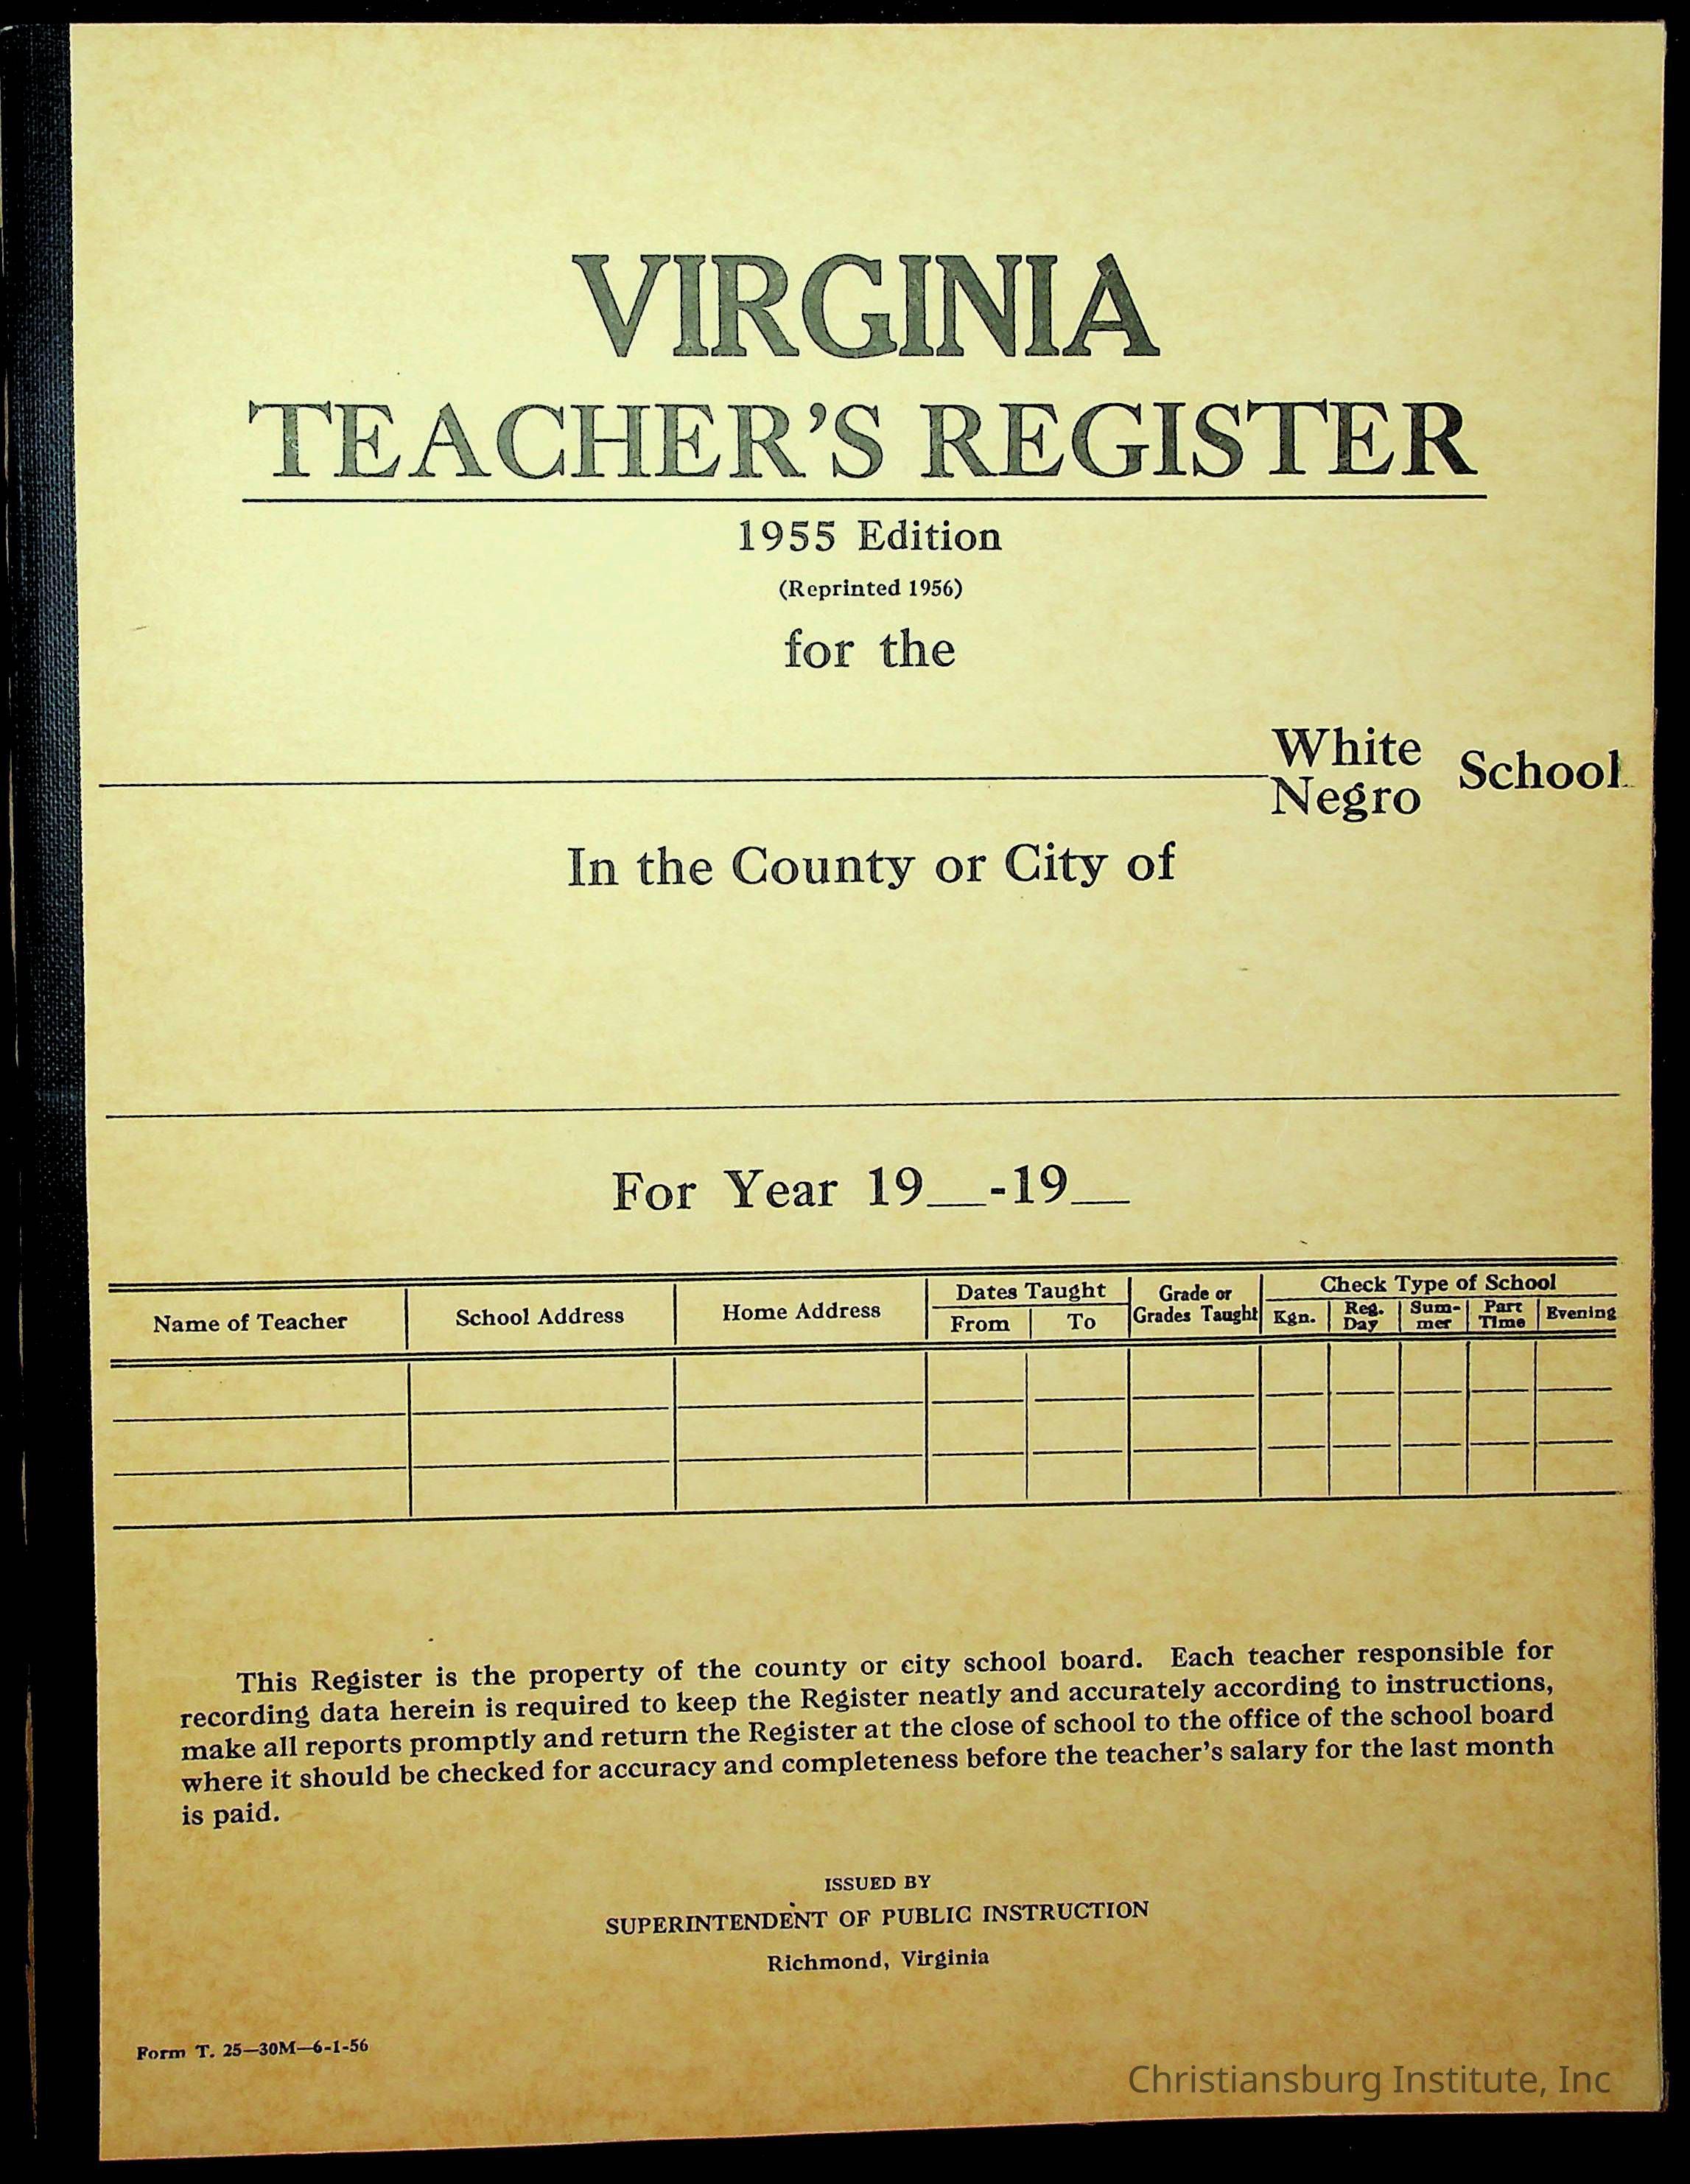 VIRGINIA
TEACHER'S REGISTER
1955 Edition
(Reprinted 1956)
for the
White
Negro School
In the County or City of
For Year 19__-19__
Name of Teacher School Address Home Address Dates Taught From To Grade or Grades Taught Check Type of School Kgn. Reg. Day Sum-mer Part Time Evening
This Register is the property of the county or city school board. Each teacher responsible for
recording data herein is required to keep the Register neatly and accurately according to instructions,
make all reports promptly and return the Register at the close of school to the office of the school board
where it should be checked for accuracy and completeness before the teacher's salary for the last month
is paid.
ISSUED BY
SUPERINTENDENT OF PUBLIC INSTRUCTION
Richmond, Virginia
Form T. 25—30M—6-1-56
Christiansburg Institute, Inc